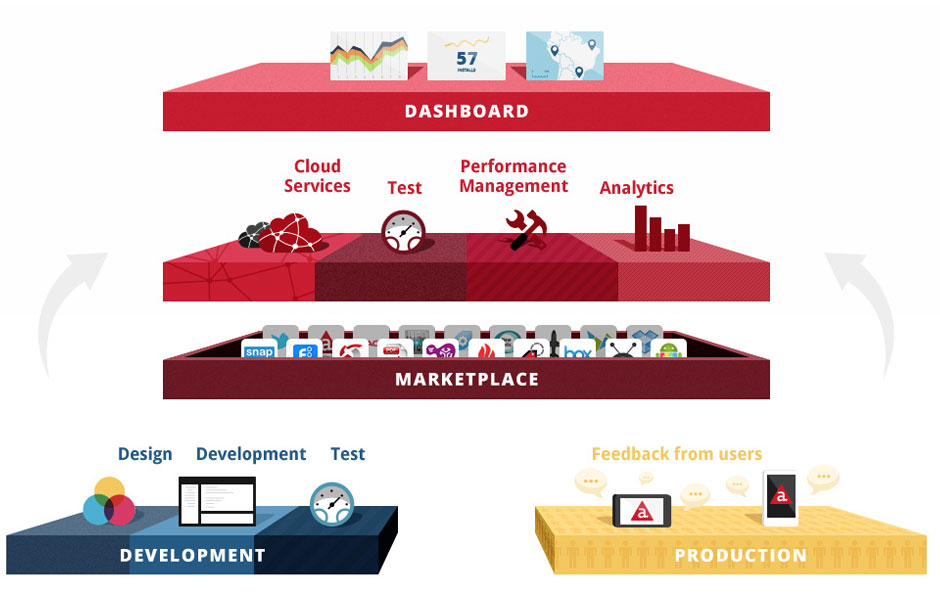 57
INSTALLS
DASHBOARD
Cloud
Services
Test
Performance
Management
Analytics
snap
PDF
box
MARKETPLACE
Design
Development
Test
Feedback from users
a
a
DEVELOPMENT
PRODUCTION